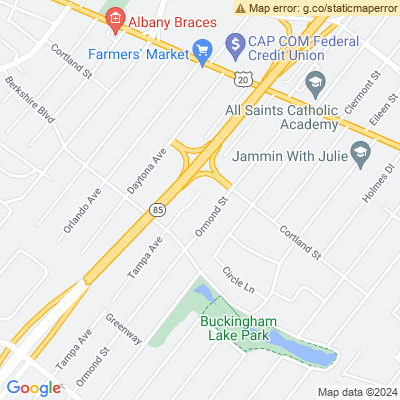 Map error: g.co/staticmaperror
Albany Braces
Farmers' Market
CAP COM Federal
Credit Union
Cortland St
20
Berkshire Blvd
All Saints Catholic
Academy
Clermont St
Eileen St
Jammin With Julie
Daytona Ave
Orlando Ave
Holmes Dl
85
Ormond St
Cortland St
Tampa Ave
Circle Ln
Greenway
Buckingham
Lake Park
Tampa Ave
Ormond St
Google
Map data ©2024